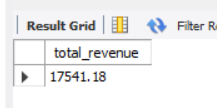 Result Grid Filter R
total_revenue
17541.18